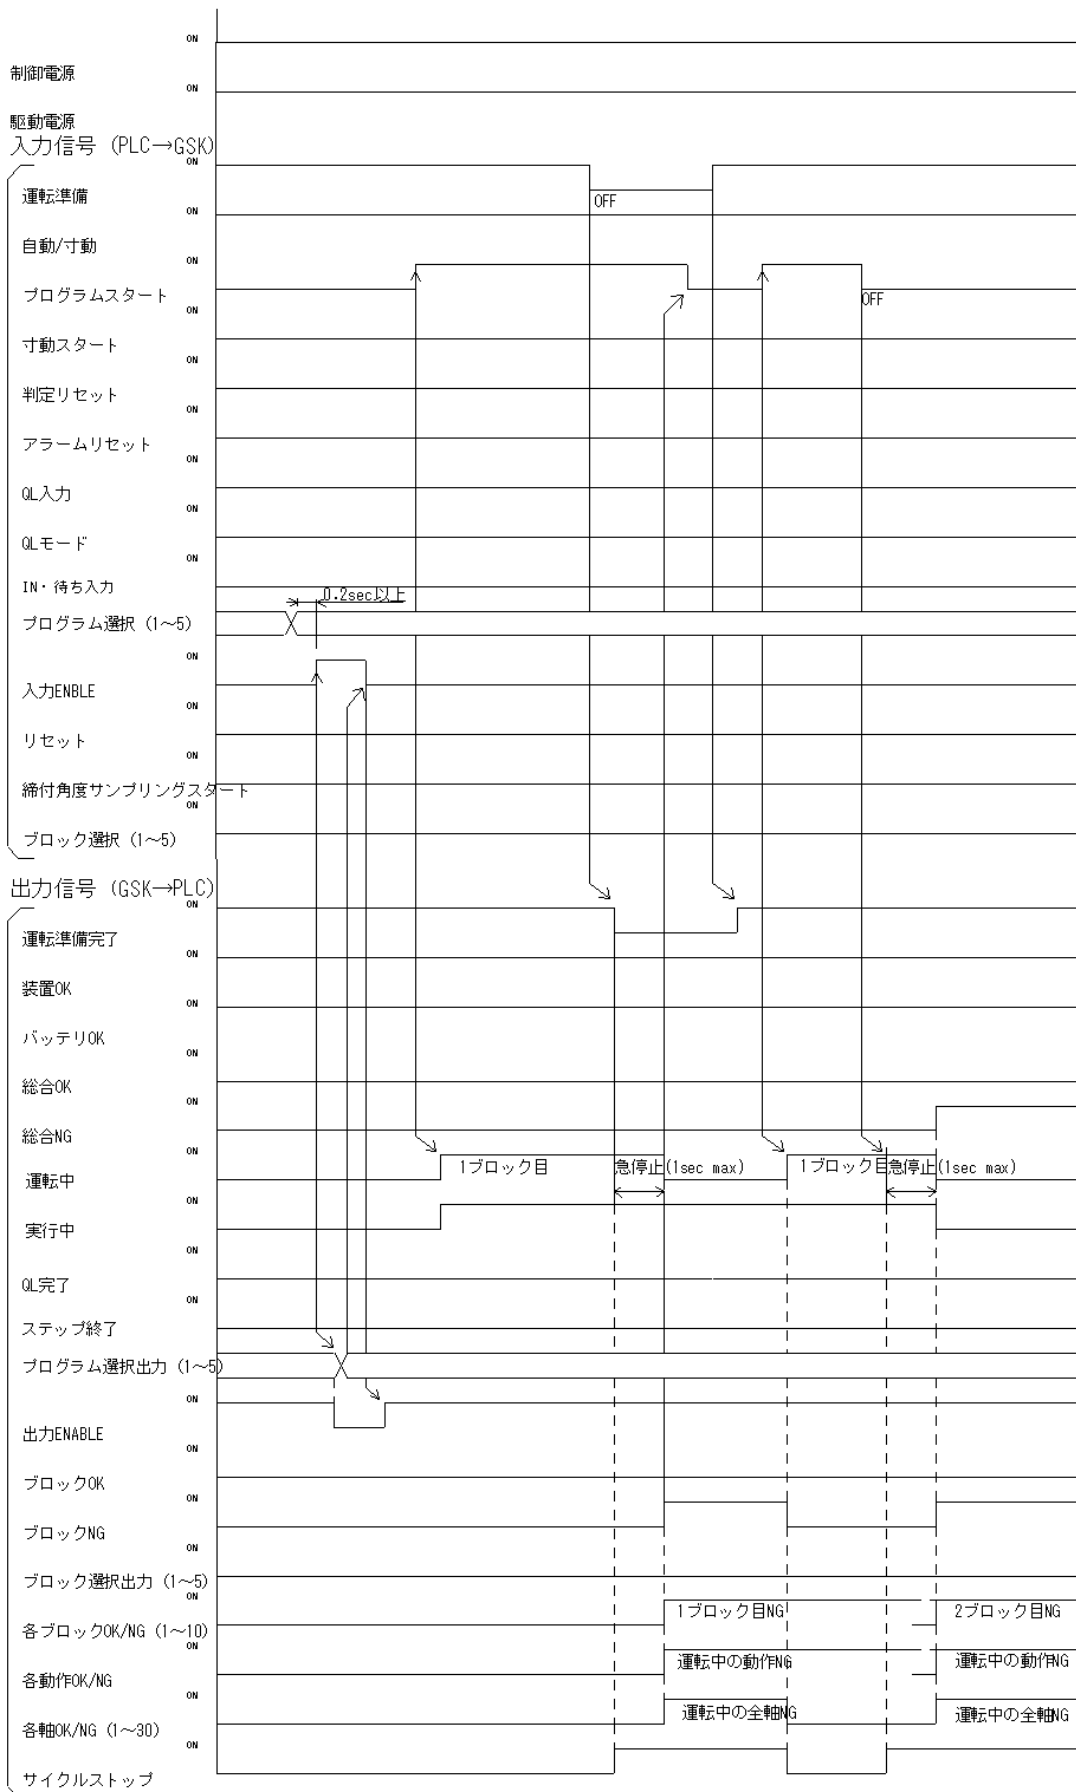 ON
制御電源
ON
駆動電源
入力信号 (PLC→GSK)
ON
運転準備
OFF
ON
自動/寸動
ON
プログラムスタート
OFF
ON
寸動スタート
ON
判定リセット
ON
アラームリセット
ON
QL入力
ON
QLモード
ON
IN・待ち入力
0.2sec以上
プログラム選択 (1～5)
ON
入力ENBLE
ON
リセット
ON
締付角度サンプリングスタート
ON
ブロック選択 (1～5)
出力信号 (GSK→PLC)
ON
運転準備完了
ON
装置OK
ON
バッテリOK
ON
総合OK
ON
総合NG
ON
運転中
1ブロック目
急停止(1sec max)
1ブロック目
急停止(1sec max)
ON
実行中
ON
QL完了
ON
ステップ終了
プログラム選択出力 (1～5)
ON
出力ENABLE
ON
ブロックOK
ON
ブロックNG
ON
ブロック選択出力 (1～5)
ON
各ブロックOK/NG (1～10)
1ブロック目NG
2ブロック目NG
ON
各動作OK/NG
運転中の動作NG
運転中の動作NG
ON
各軸OK/NG (1～30)
運転中の全軸NG
運転中の全軸NG
ON
サイクルストップ